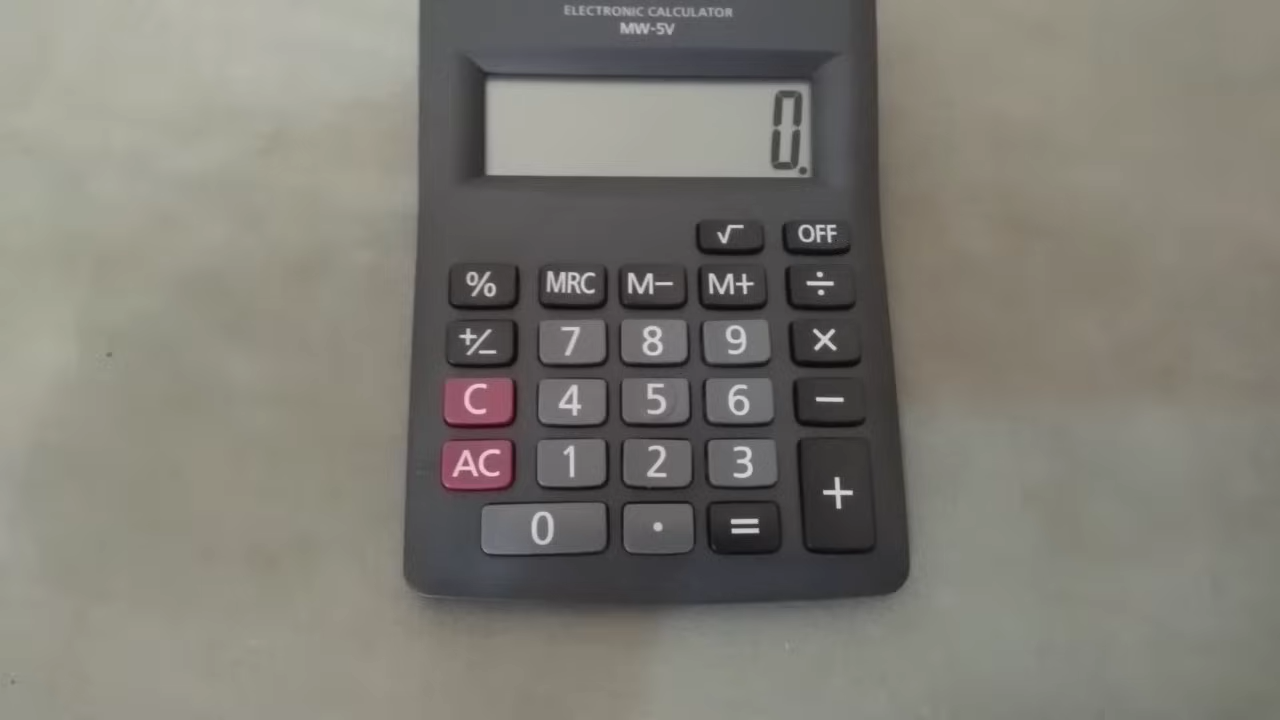 ELECTRONIC CALCULATOR
MW-5V
0.
√ OFF
% MRC M− M+ ÷
+/− 7 8 9 ×
C 4 5 6 −
AC 1 2 3 +
0 · =